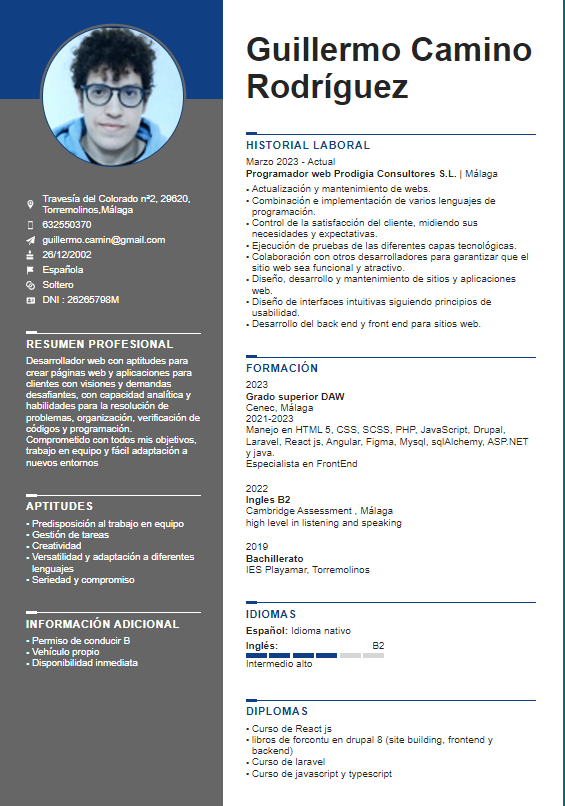 Guillermo Camino
Rodríguez
Travesía del Colorado nº2, 29620,
Torremolinos,Málaga
632550370
guillermo.camin@gmail.com
26/12/2002
Española
Soltero
DNI : 26265798M
RESUMEN PROFESIONAL
Desarrollador web con aptitudes para
crear páginas web y aplicaciones para
clientes con visiones y demandas
desafiantes, con capacidad analítica y
habilidades para la resolución de
problemas, organización, verificación de
códigos y programación.
Comprometido con todos mis objetivos,
trabajo en equipo y fácil adaptación a
nuevos entornos
APTITUDES
• Predisposición al trabajo en equipo
• Gestión de tareas
• Creatividad
• Versatilidad y adaptación a diferentes
lenguajes
• Seriedad y compromiso
INFORMACIÓN ADICIONAL
• Permiso de conducir B
• Vehículo propio
• Disponibilidad inmediata
HISTORIAL LABORAL
Marzo 2023 - Actual
Programador web Prodigia Consultores S.L. | Málaga
• Actualización y mantenimiento de webs.
• Combinación e implementación de varios lenguajes de
programación.
• Control de la satisfacción del cliente, midiendo sus
necesidades y expectativas.
• Ejecución de pruebas de las diferentes capas tecnológicas.
• Colaboración con otros desarrolladores para garantizar que el
sitio web sea funcional y atractivo.
• Diseño, desarrollo y mantenimiento de sitios y aplicaciones
web.
• Diseño de interfaces intuitivas siguiendo principios de
usabilidad.
• Desarrollo del back end y front end para sitios web.
FORMACIÓN
2023
Grado superior DAW
Cenec, Málaga
2021-2023
Manejo en HTML 5, CSS, SCSS, PHP, JavaScript, Drupal,
Laravel, React js, Angular, Figma, Mysql, sqlAlchemy, ASP.NET
y java.
Especialista en FrontEnd
2022
Ingles B2
Cambridge Assessment , Málaga
high level in listening and speaking
2019
Bachillerato
IES Playamar, Torremolinos
IDIOMAS
Español: Idioma nativo
Inglés: B2
Intermedio alto
DIPLOMAS
• Curso de React js
• libros de forcontu en drupal 8 (site building, frontend y
backend)
• Curso de laravel
• Curso de javascript y typescript